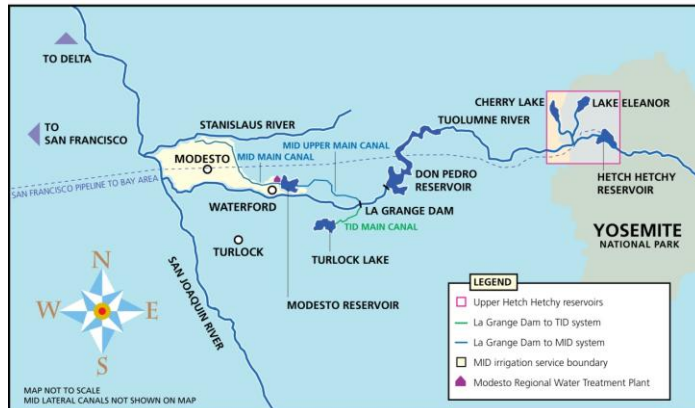 TO DELTA
TO
SAN FRANCISCO
STANISLAUS RIVER
MODESTO
MID MAIN CANAL
MID UPPER MAIN CANAL
SAN FRANCISCO PIPELINE TO BAY AREA
WATERFORD
TURLOCK
SAN JOAQUIN RIVER
MODESTO RESERVOIR
TURLOCK LAKE
TID MAIN CANAL
LA GRANGE DAM
DON PEDRO
RESERVOIR
TUOLUMNE RIVER
CHERRY LAKE
LAKE ELEANOR
HETCH HETCHY
RESERVOIR
YOSEMITE
NATIONAL PARK
N
W
E
S
MAP NOT TO SCALE
MID LATERAL CANALS NOT SHOWN ON MAP
LEGEND
Upper Hetch Hetchy reservoirs
La Grange Dam to TID system
La Grange Dam to MID system
MID irrigation service boundary
Modesto Regional Water Treatment Plant